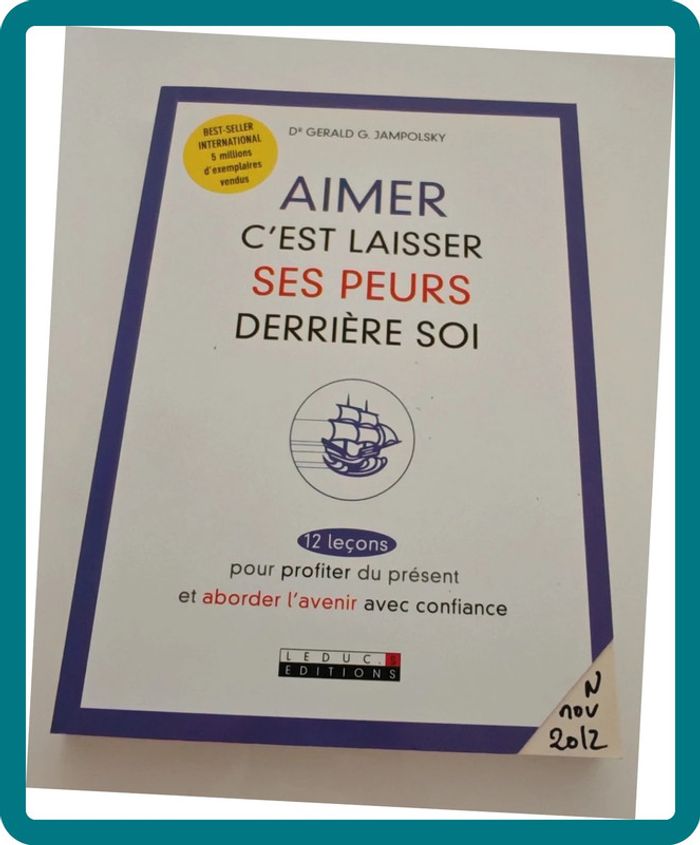 BEST-SELLER
INTERNATIONAL
5 millions
d'exemplaires
vendus
DR GERALD G. JAMPOLSKY
AIMER
C'EST LAISSER
SES PEURS
DERRIÈRE SOI
12 leçons
pour profiter du présent
et aborder l'avenir avec confiance
LEDUC.S
EDITIONS
N
nov
2012